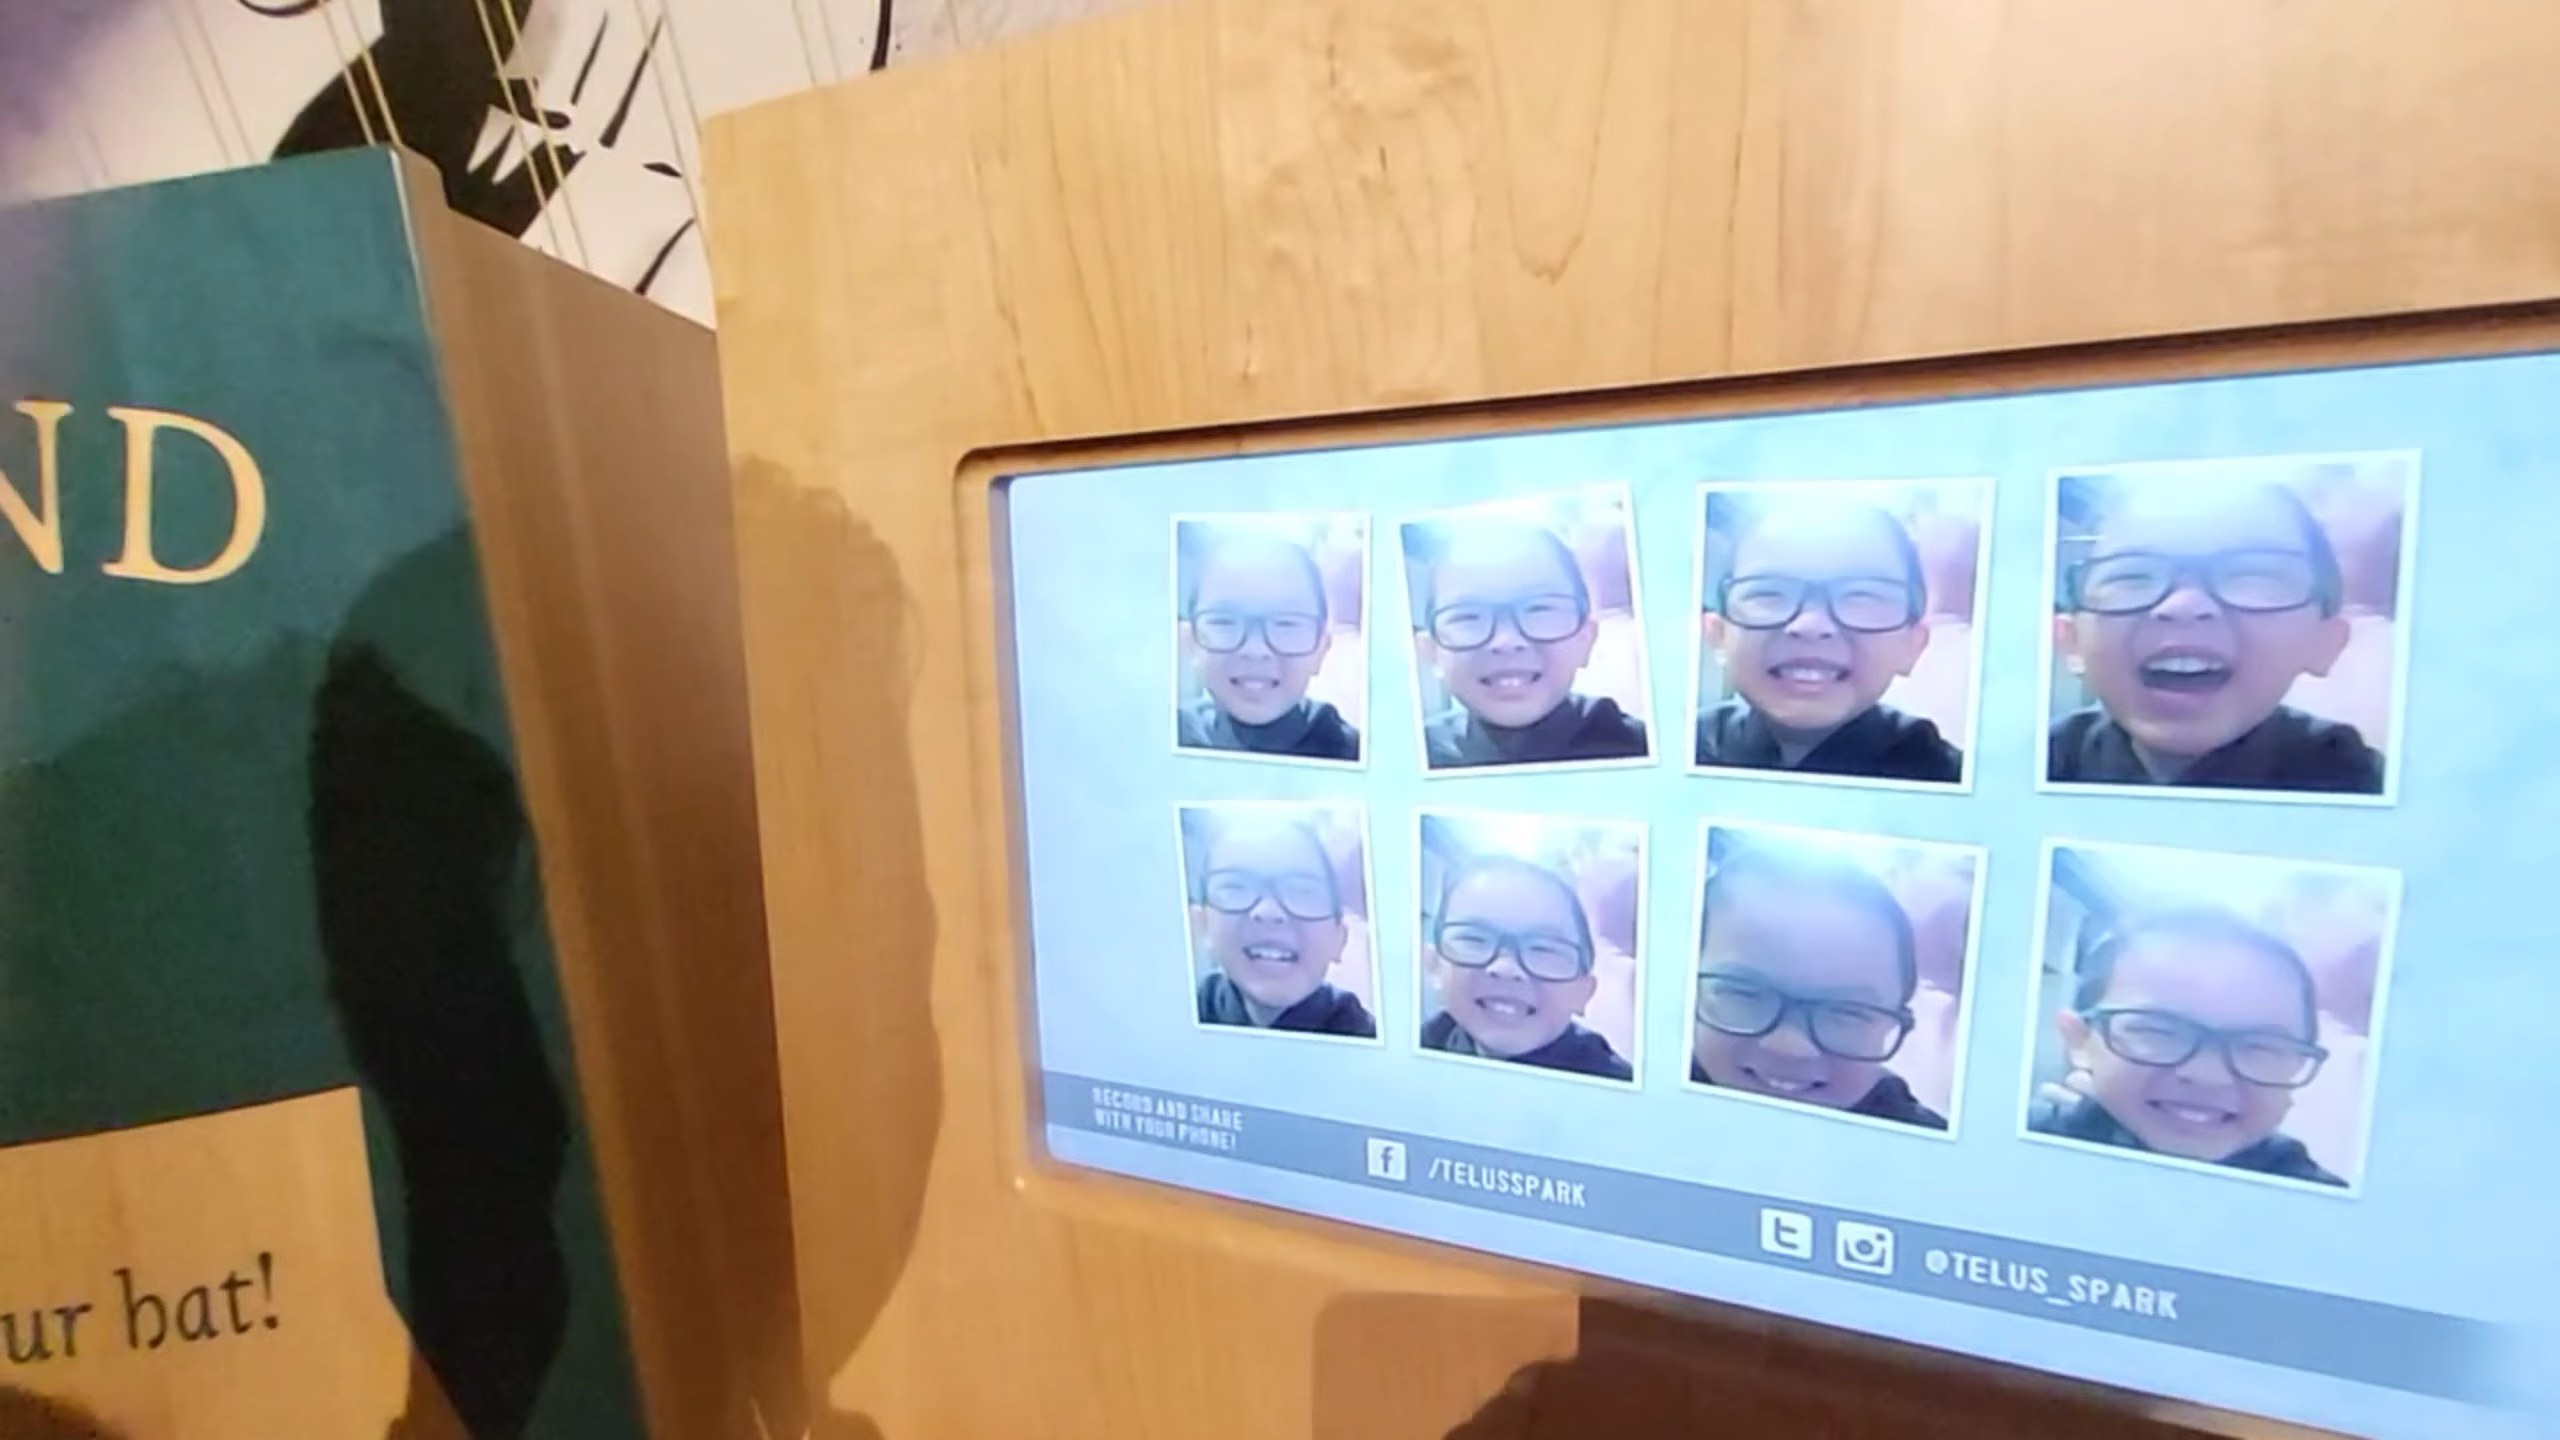 ND
ur hat!
RECORD AND SHARE
WITH YOUR PHONE!
f /TELUSSPARK
t @TELUS_SPARK